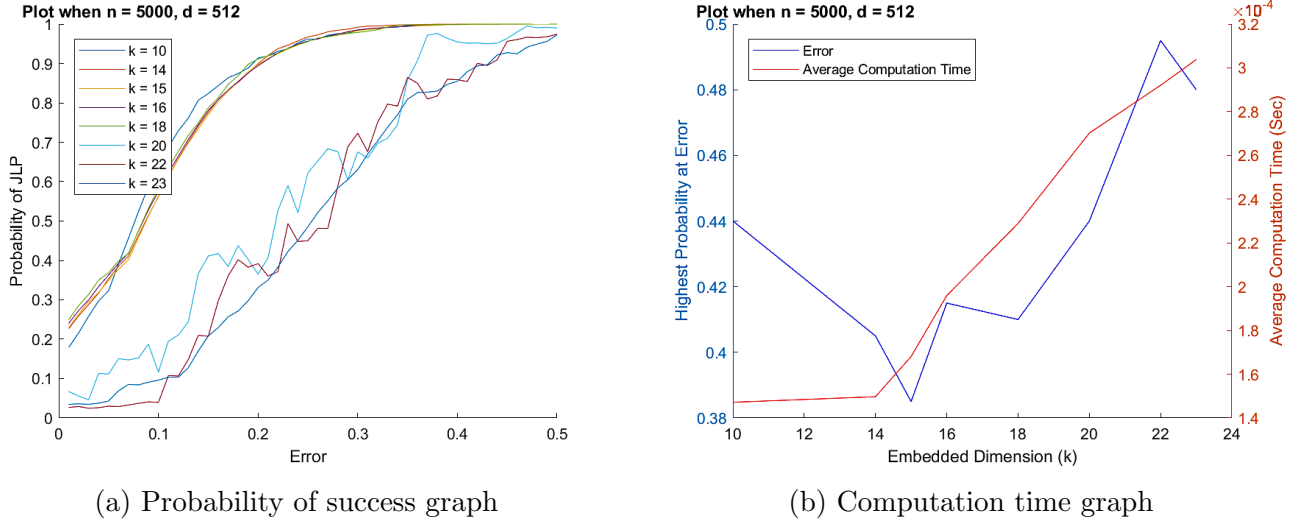 Plot when n = 5000, d = 512
1
0.9
0.8
0.7
0.6
0.5
0.4
0.3
0.2
0.1
0
Probability of JLP
k = 10
k = 14
k = 15
k = 16
k = 18
k = 20
k = 22
k = 23
0
0.1
0.2
0.3
0.4
0.5
Error
(a) Probability of success graph
Plot when n = 5000, d = 512
0.5
0.48
0.46
0.44
0.42
0.4
0.38
Highest Probability at Error
Error
Average Computation Time
×10-4
3.2
3
2.8
2.6
2.4
2.2
2
1.8
1.6
1.4
Average Computation Time (Sec)
10
12
14
16
18
20
22
24
Embedded Dimension (k)
(b) Computation time graph